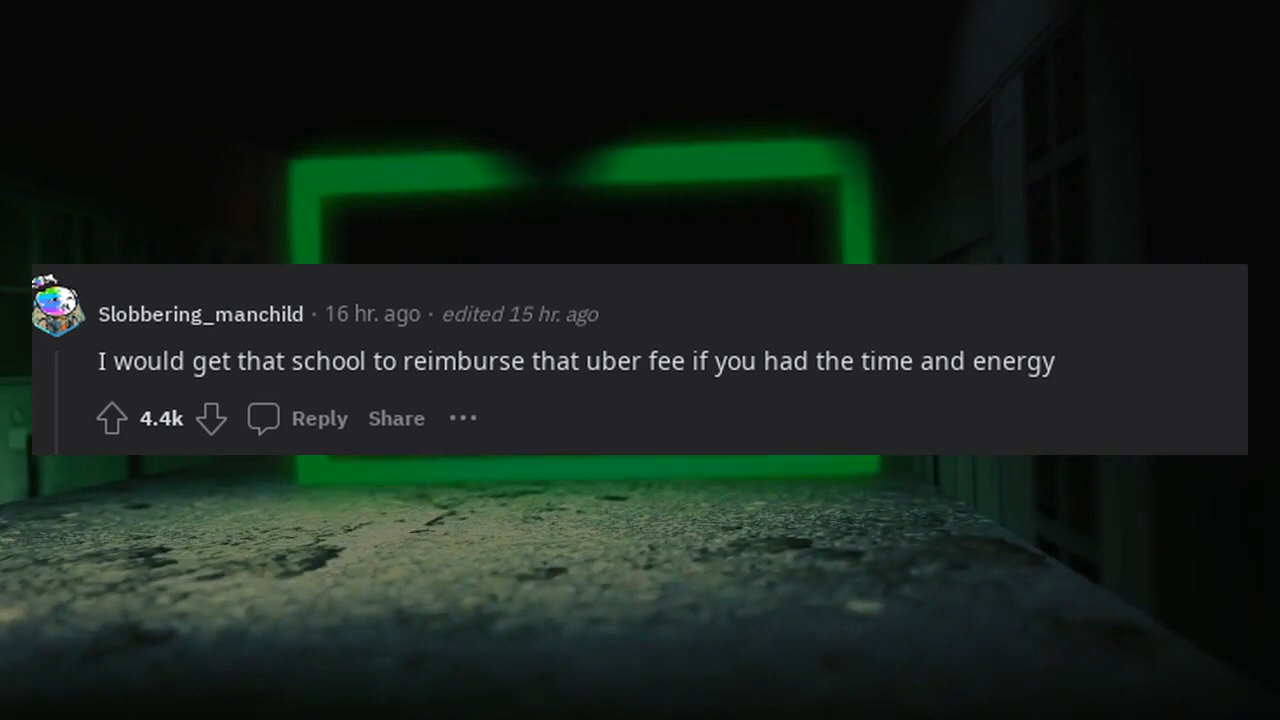 Slobbering_manchild · 16 hr. ago · edited 15 hr. ago
I would get that school to reimburse that uber fee if you had the time and energy
4.4k Reply Share ···